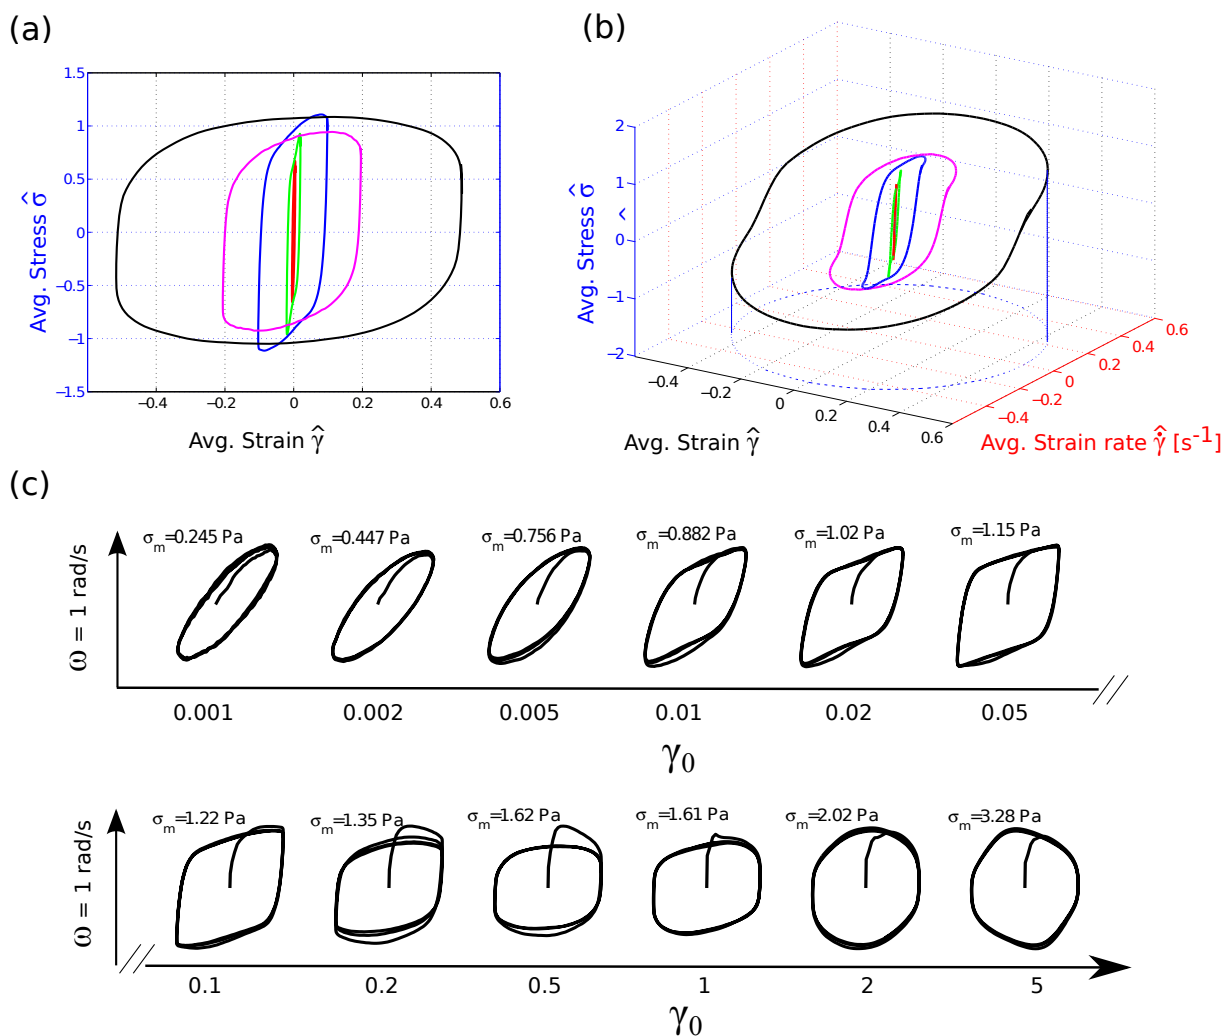 (a)
1.5
1
0.5
0
−0.5
−1
−1.5
−0.4 −0.2 0 0.2 0.4 0.6
Avg. Stress σ̂
Avg. Strain γ̂
(b)
2
1
0
−1
−2
Avg. Stress σ̂
−0.4 −0.2 0 0.2 0.4 0.6
Avg. Strain γ̂
−0.4 −0.2 0 0.2 0.4 0.6
Avg. Strain rate γ̂̇ [s⁻¹]
(c)
σm=0.245 Pa σm=0.447 Pa σm=0.756 Pa σm=0.882 Pa σm=1.02 Pa σm=1.15 Pa
ω = 1 rad/s
0.001 0.002 0.005 0.01 0.02 0.05
γ0
σm=1.22 Pa σm=1.35 Pa σm=1.62 Pa σm=1.61 Pa σm=2.02 Pa σm=3.28 Pa
ω = 1 rad/s
0.1 0.2 0.5 1 2 5
γ0